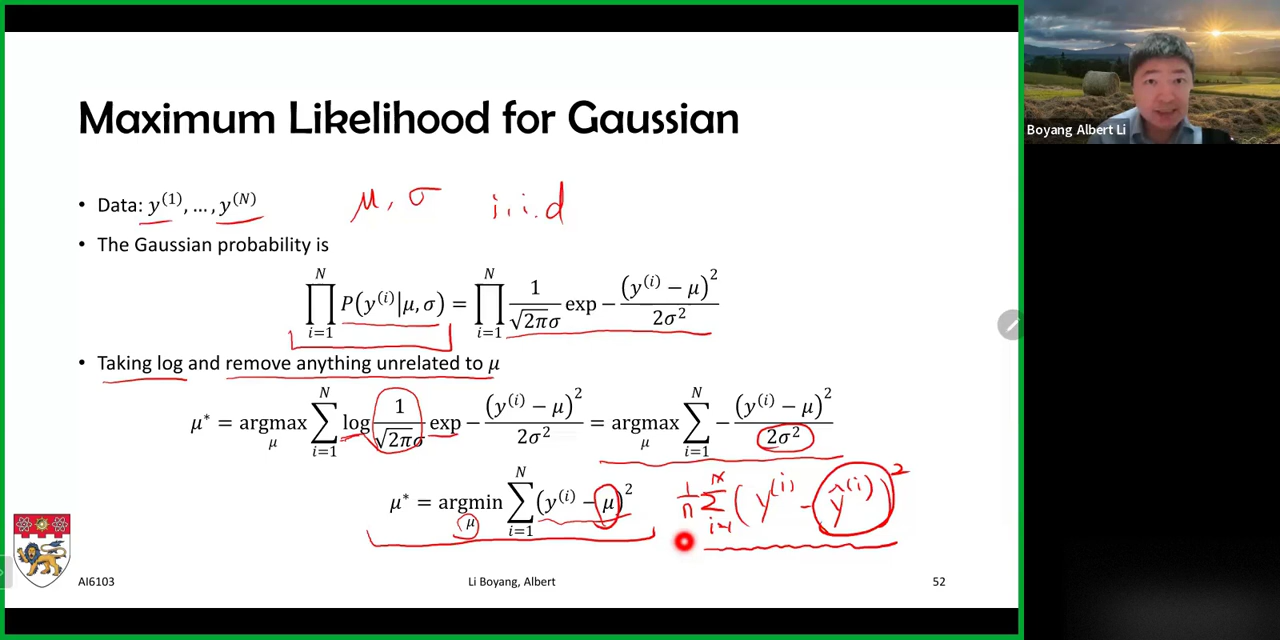 Maximum Likelihood for Gaussian
Boyang Albert Li
• Data: y^(1), …, y^(N)
μ, σ i.i.d
• The Gaussian probability is
∏_{i=1}^{N} P(y^(i)|μ, σ) = ∏_{i=1}^{N} 1/(√2πσ) exp − (y^(i) − μ)^2/2σ^2
• Taking log and remove anything unrelated to μ
μ* = argmax_μ ∑_{i=1}^{N} log 1/(√2πσ) exp − (y^(i) − μ)^2/2σ^2 = argmax_μ ∑_{i=1}^{N} − (y^(i) − μ)^2/2σ^2
μ* = argmin_μ ∑_{i=1}^{N} (y^(i) − μ)^2
1/n ∑_{i=1}^{N} (y^(i) − ŷ^(i))^2
AI6103
Li Boyang, Albert
52